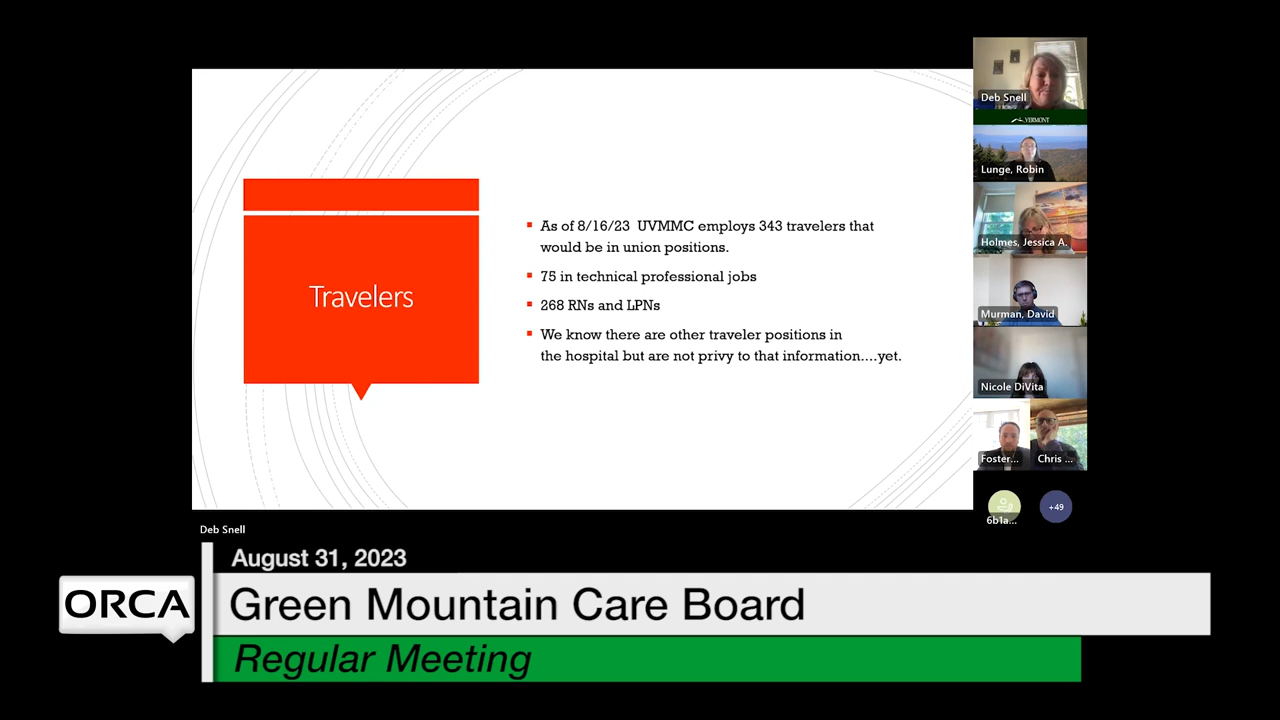 Travelers
As of 8/16/23 UVMMC employs 343 travelers that
would be in union positions.
75 in technical professional jobs
268 RNs and LPNs
We know there are other traveler positions in
the hospital but are not privy to that information....yet.
Deb Snell
VERMONT
Lunge, Robin
Holmes, Jessica A.
Murman, David
Nicole DiVita
Foster...
Chris ...
6b1a...
+49
Deb Snell
August 31, 2023
ORCA
Green Mountain Care Board
Regular Meeting